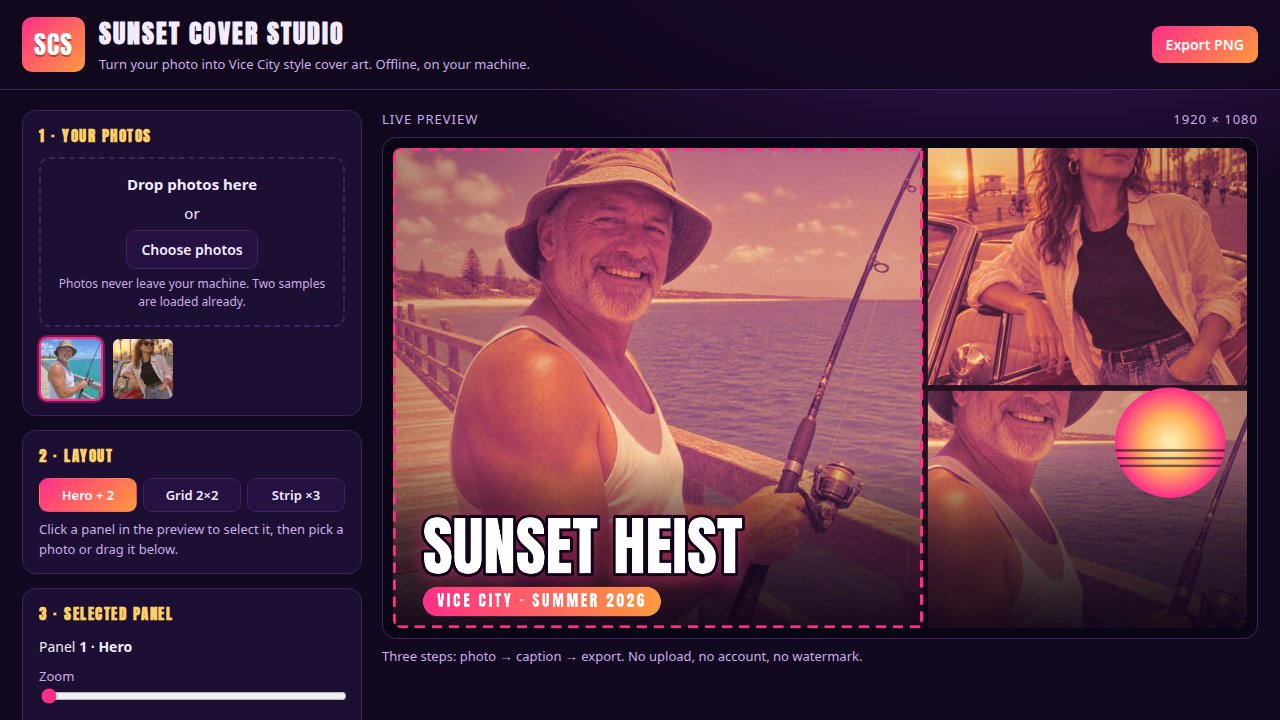 SCS
SUNSET COVER STUDIO
Turn your photo into Vice City style cover art. Offline, on your machine.
Export PNG
1 · YOUR PHOTOS
Drop photos here
or
Choose photos
Photos never leave your machine. Two samples
are loaded already.
2 · LAYOUT
Hero + 2
Grid 2×2
Strip ×3
Click a panel in the preview to select it, then pick a
photo or drag it below.
3 · SELECTED PANEL
Panel 1 · Hero
Zoom
LIVE PREVIEW
1920 × 1080
SUNSET HEIST
VICE CITY · SUMMER 2026
Three steps: photo → caption → export. No upload, no account, no watermark.